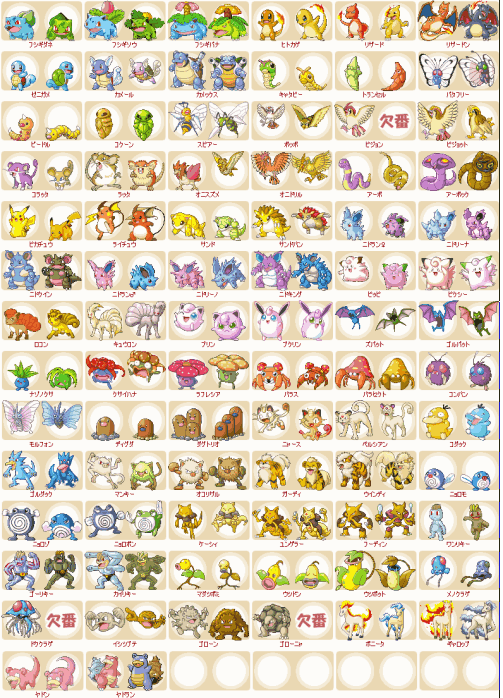 フシギダネ フシギソウ フシギバナ ヒトカゲ リザード リザードン
ゼニガメ カメール カメックス キャタピー トランセル バタフリー
欠番
ビードル コクーン スピアー ポッポ ピジョン ピジョット
コラッタ ラッタ オニスズメ オニドリル アーボ アーボック
ピカチュウ ライチュウ サンド サンドパン ニドラン♀ ニドリーナ
ニドクイン ニドラン♂ ニドリーノ ニドキング ピッピ ピクシー
ロコン キュウコン プリン プクリン ズバット ゴルバット
ナゾノクサ クサイハナ ラフレシア パラス パラセクト コンパン
モルフォン ディグダ ダグトリオ ニャース ペルシアン コダック
ゴルダック マンキー オコリザル ガーディ ウインディ ニョロモ
ニョロゾ ニョロボン ケーシィ ユンゲラー フーディン ワンリキー
ゴーリキー カイリキー マダツボミ ウツドン ウツボット メノクラゲ
欠番 欠番
ドククラゲ イシツブテ ゴローン ゴローニャ ポニータ ギャロップ
ヤドン ヤドラン